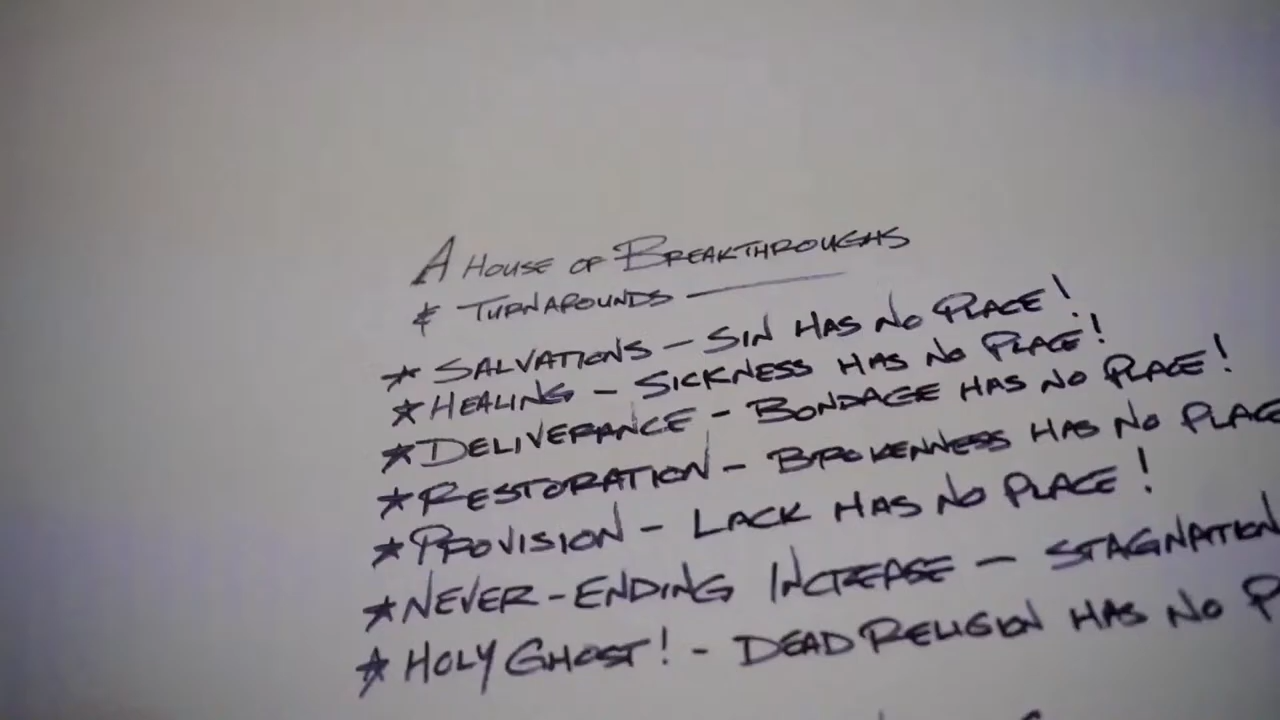 A HOUSE OF BREAKTHROUGHS
& TURNAROUNDS —
* SALVATIONS - SIN HAS NO PLACE!
* HEALING - SICKNESS HAS NO PLACE!
* DELIVERANCE - BONDAGE HAS NO PLACE!
* RESTORATION - BROKENNESS HAS NO PLACE
* PROVISION - LACK HAS NO PLACE!
* NEVER-ENDING INCREASE - STAGNATION
* HOLY GHOST! - DEAD RELIGION HAS NO